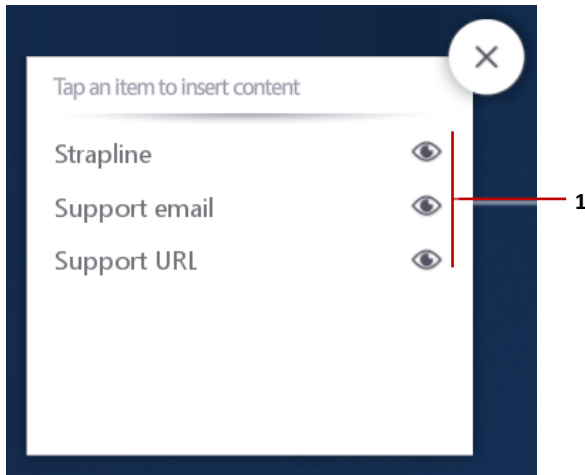 Tap an item to insert content
Strapline
Support email
1
Support URL